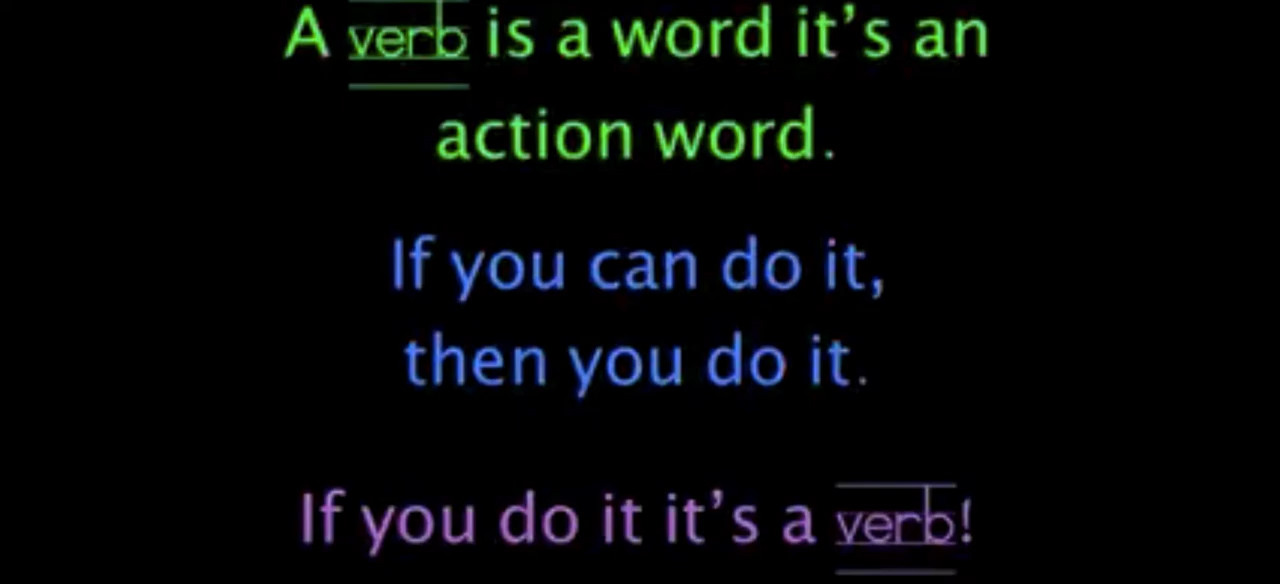 A verb is a word it’s an
action word.
If you can do it,
then you do it.
If you do it it’s a verb!